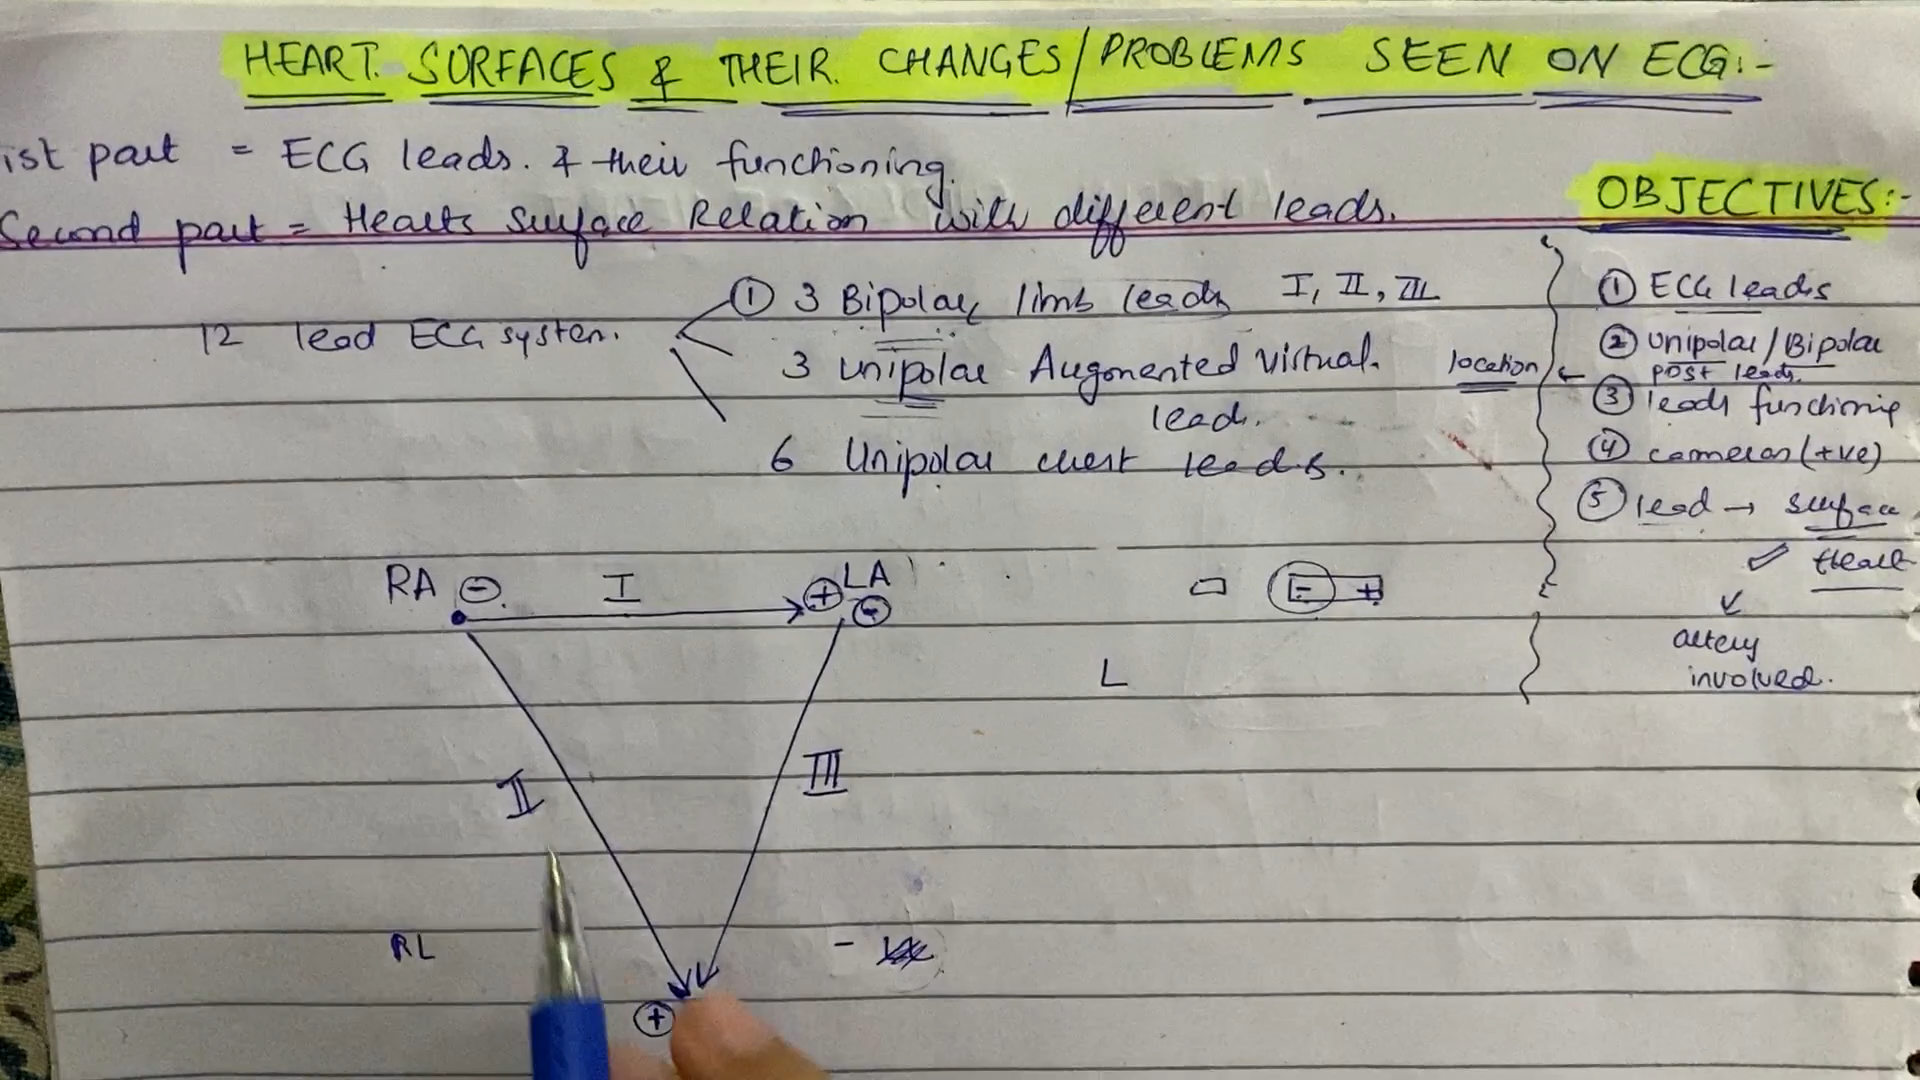 HEART SURFACES & THEIR CHANGES/PROBLEMS SEEN ON ECG:-
ist part = ECG leads. & their functioning.
Second part = Hearts Surface Relation with different leads.
12 lead ECG system.
① 3 Bipolar limb leads I, II, III
3 unipolar Augmented virtual.
lead.
6 Unipolar chest leads.
OBJECTIVES:-
① ECG leads
② Unipolar/Bipolar
location ← post leads.
③ leads functioning
④ cameras (+ve)
⑤ lead → surface
Heart
artery
involved.
RA ⊖ I ⊕ LA
⊖
- +
L
II III
RL -
⊕